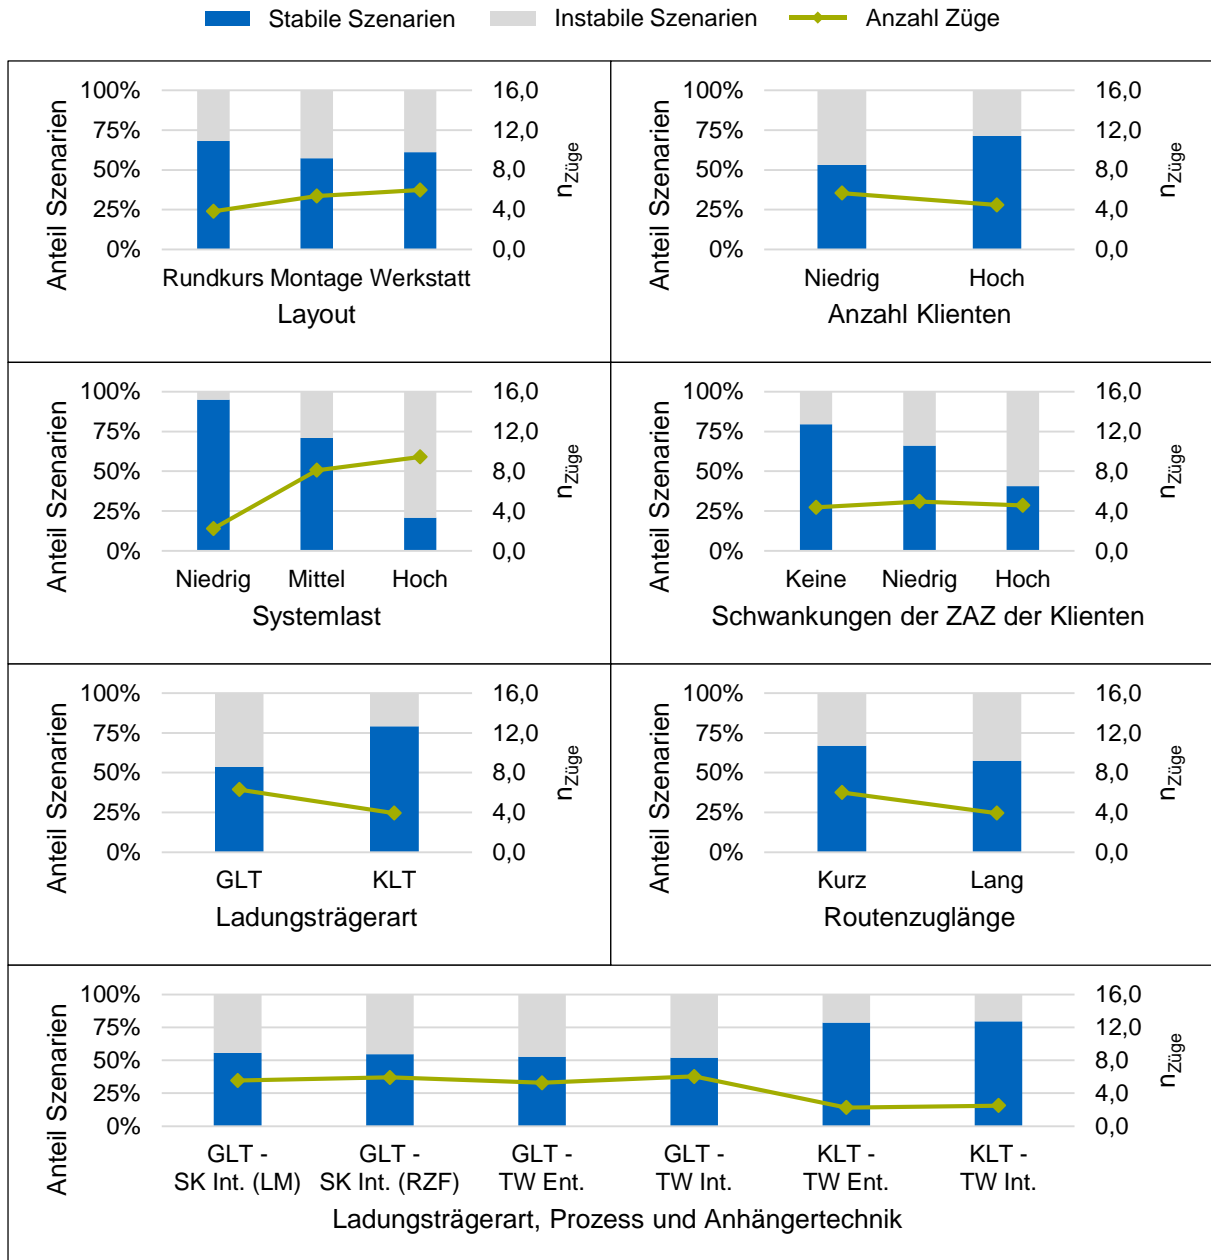 Stabile Szenarien Instabile Szenarien Anzahl Züge
Anteil Szenarien
100%
75%
50%
25%
0%
16,0
12,0
8,0
4,0
0,0
nZüge
Rundkurs Montage Werkstatt
Layout
Anteil Szenarien
100%
75%
50%
25%
0%
16,0
12,0
8,0
4,0
0,0
nZüge
Niedrig Hoch
Anzahl Klienten
Anteil Szenarien
100%
75%
50%
25%
0%
16,0
12,0
8,0
4,0
0,0
nZüge
Niedrig Mittel Hoch
Systemlast
Anteil Szenarien
100%
75%
50%
25%
0%
16,0
12,0
8,0
4,0
0,0
nZüge
Keine Niedrig Hoch
Schwankungen der ZAZ der Klienten
Anteil Szenarien
100%
75%
50%
25%
0%
16,0
12,0
8,0
4,0
0,0
nZüge
GLT KLT
Ladungsträgerart
Anteil Szenarien
100%
75%
50%
25%
0%
16,0
12,0
8,0
4,0
0,0
nZüge
Kurz Lang
Routenzuglänge
Anteil Szenarien
100%
75%
50%
25%
0%
16,0
12,0
8,0
4,0
0,0
nZüge
GLT -
SK Int. (LM)
GLT -
SK Int. (RZF)
GLT -
TW Ent.
GLT -
TW Int.
KLT -
TW Ent.
KLT -
TW Int.
Ladungsträgerart, Prozess und Anhängertechnik